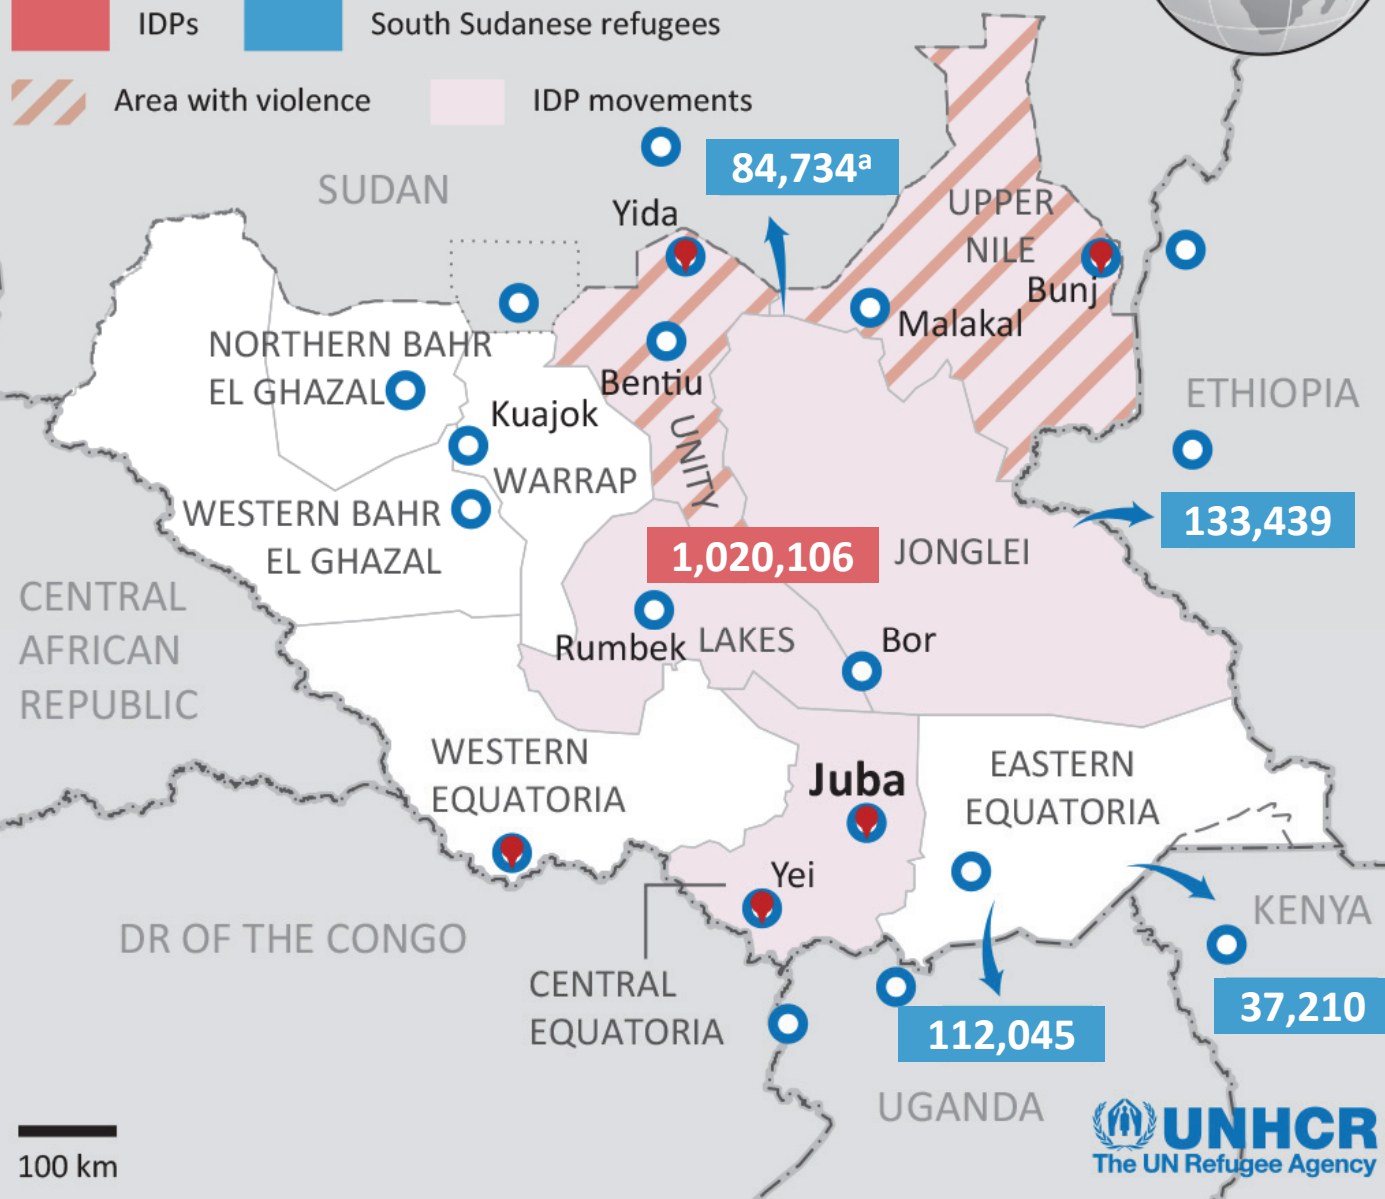 IDPs
South Sudanese refugees
Area with violence
IDP movements
84,734ᵃ
SUDAN
Yida
UPPER
NILE
Bunj
Malakal
NORTHERN BAHR
EL GHAZAL
Bentiu
Kuajok
ETHIOPIA
UNITY
WARRAP
WESTERN BAHR
EL GHAZAL
133,439
1,020,106
JONGLEI
CENTRAL
AFRICAN
REPUBLIC
Rumbek
LAKES
Bor
WESTERN
EQUATORIA
Juba
EASTERN
EQUATORIA
Yei
KENYA
DR OF THE CONGO
CENTRAL
EQUATORIA
37,210
112,045
UGANDA
UNHCR
The UN Refugee Agency
100 km